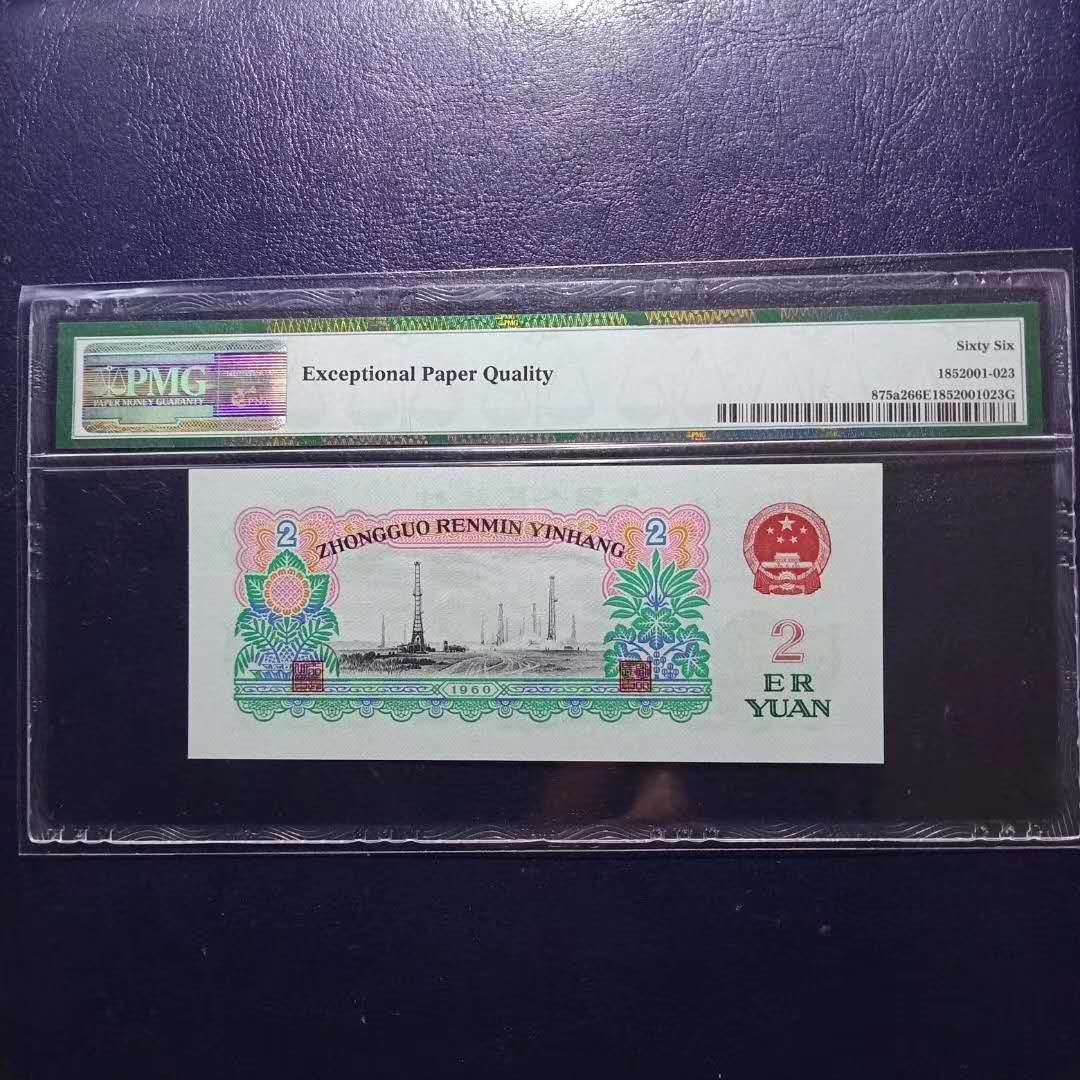 PMG
PAPER MONEY GUARANTY
Exceptional Paper Quality
Sixty Six
1852001-023
875a266E1852001023G
2
ZHONGGUO RENMIN YINHANG
2
1960
2
ER
YUAN